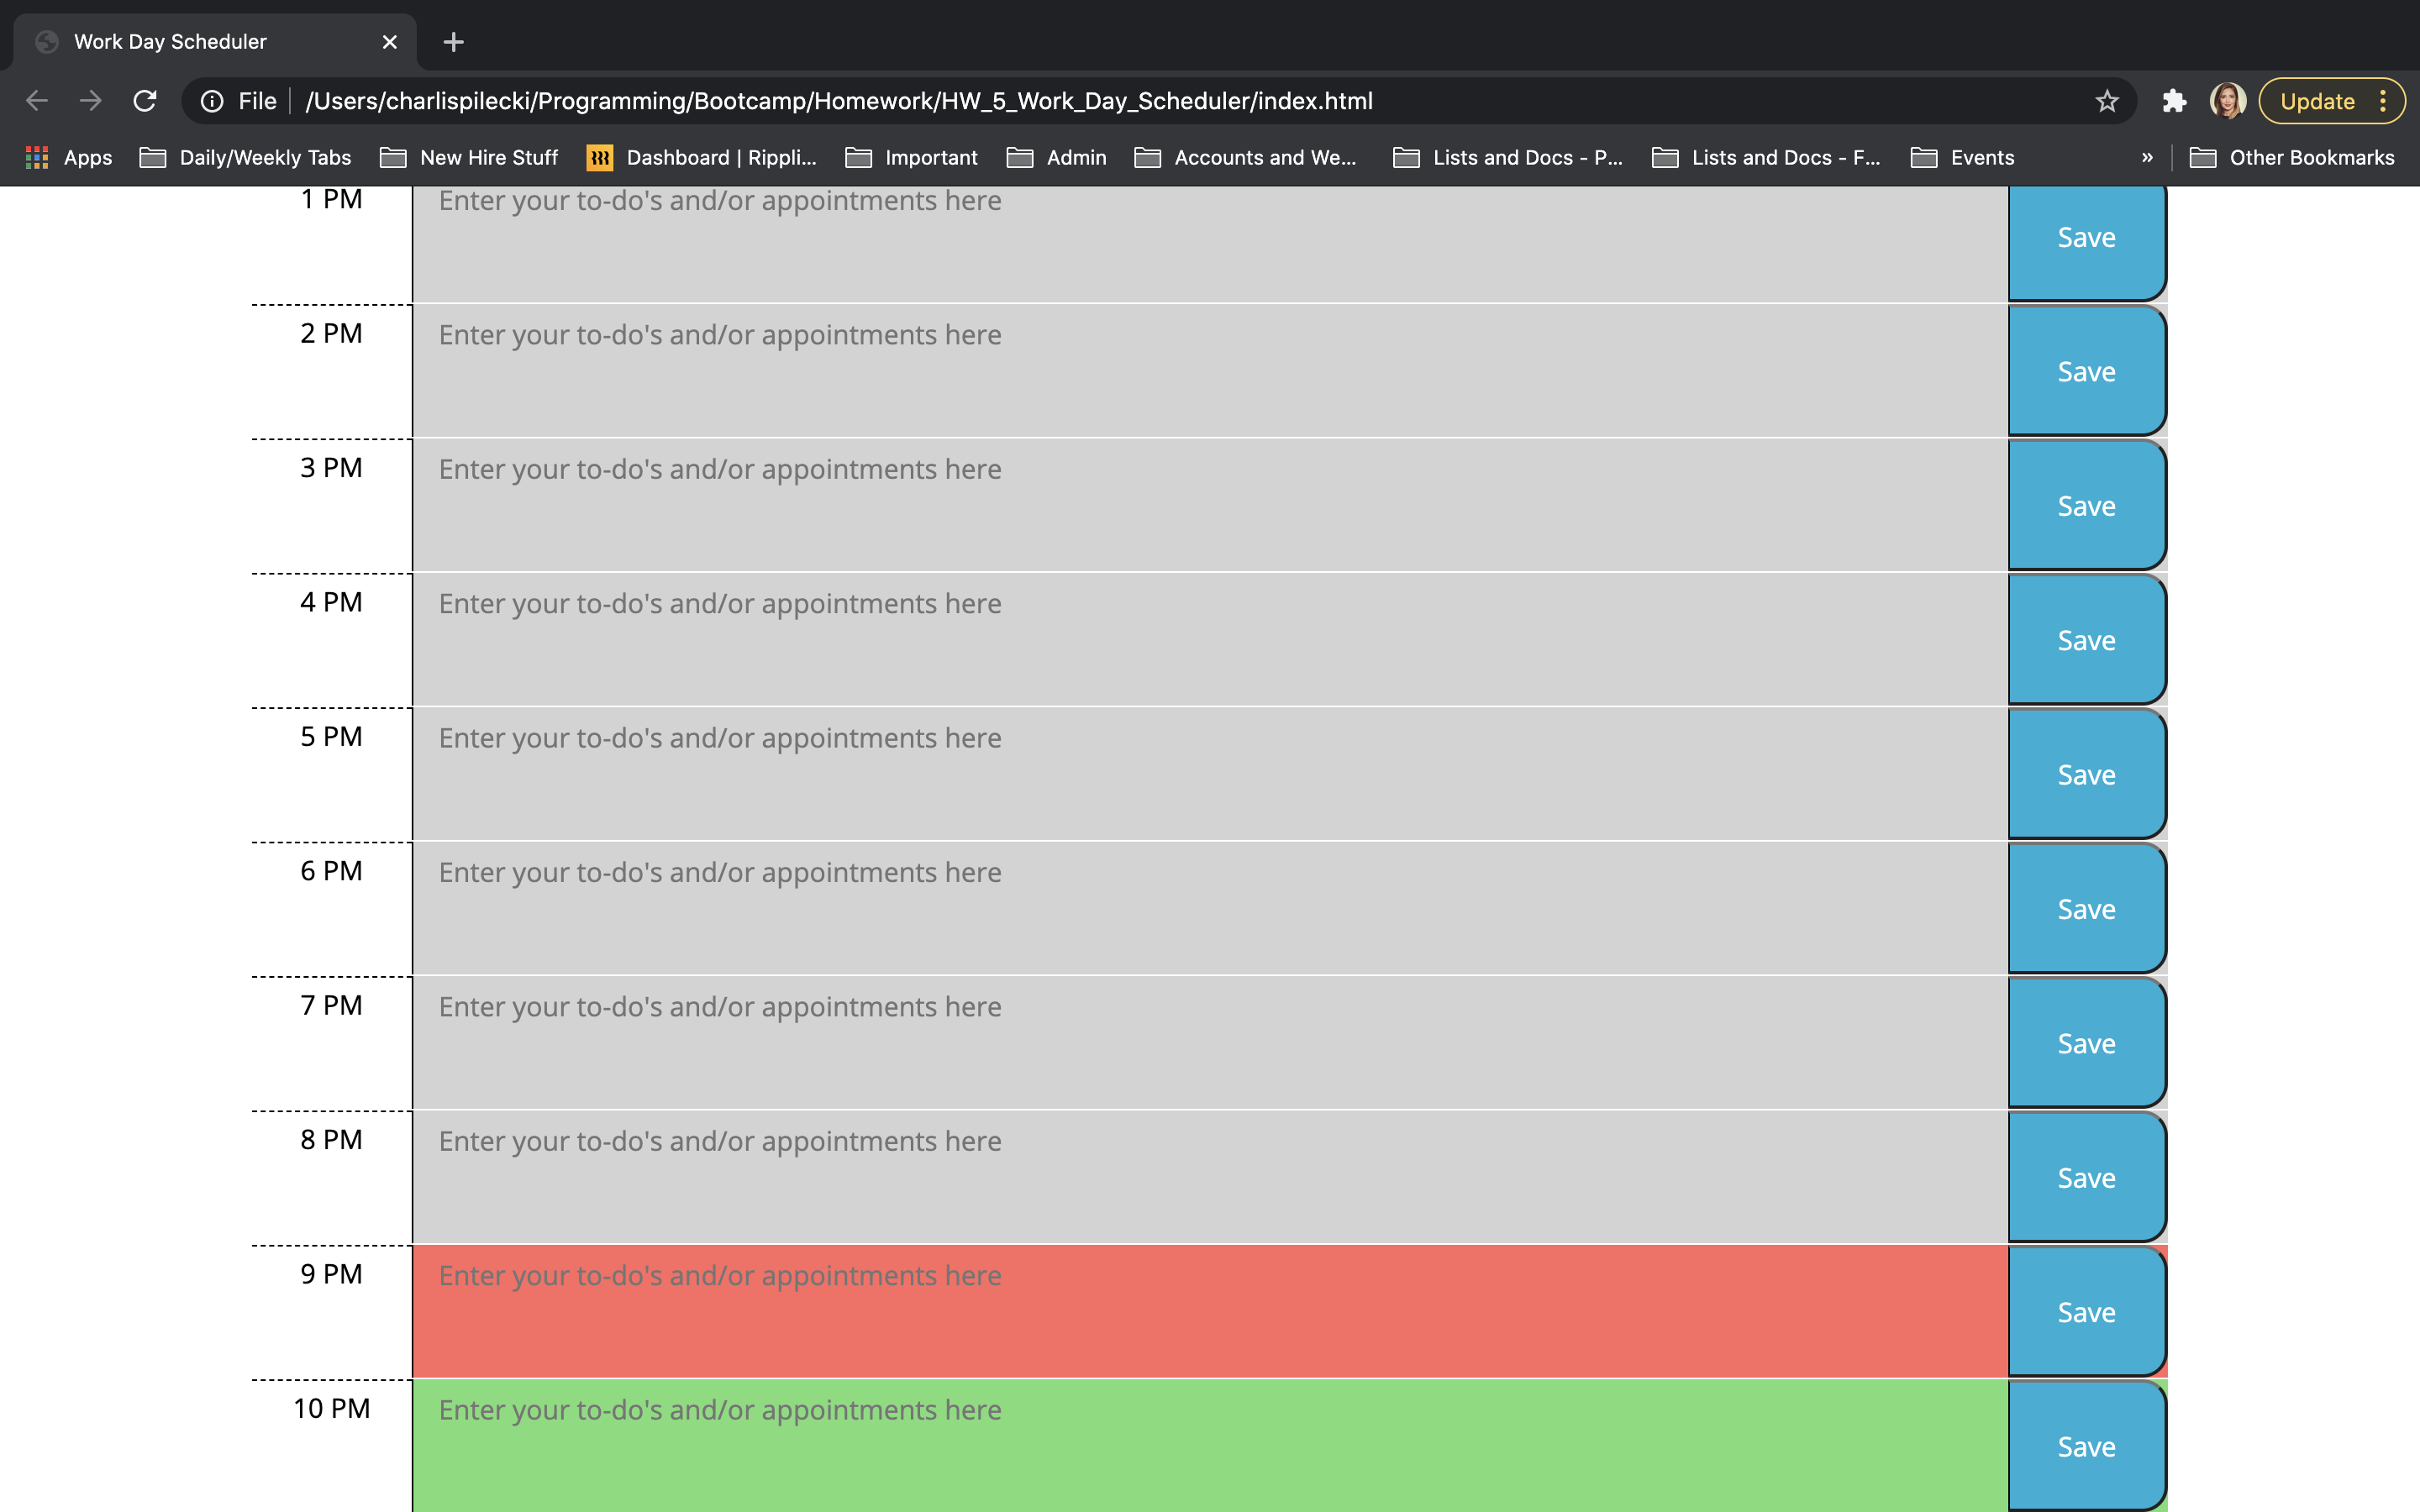 Work Day Scheduler
File /Users/charlispilecki/Programming/Bootcamp/Homework/HW_5_Work_Day_Scheduler/index.html Update
Apps Daily/Weekly Tabs New Hire Stuff Dashboard | Rippli... Important Admin Accounts and We... Lists and Docs - P... Lists and Docs - F... Events » Other Bookmarks
1 PM Enter your to-do's and/or appointments here Save
2 PM Enter your to-do's and/or appointments here Save
3 PM Enter your to-do's and/or appointments here Save
4 PM Enter your to-do's and/or appointments here Save
5 PM Enter your to-do's and/or appointments here Save
6 PM Enter your to-do's and/or appointments here Save
7 PM Enter your to-do's and/or appointments here Save
8 PM Enter your to-do's and/or appointments here Save
9 PM Enter your to-do's and/or appointments here Save
10 PM Enter your to-do's and/or appointments here Save